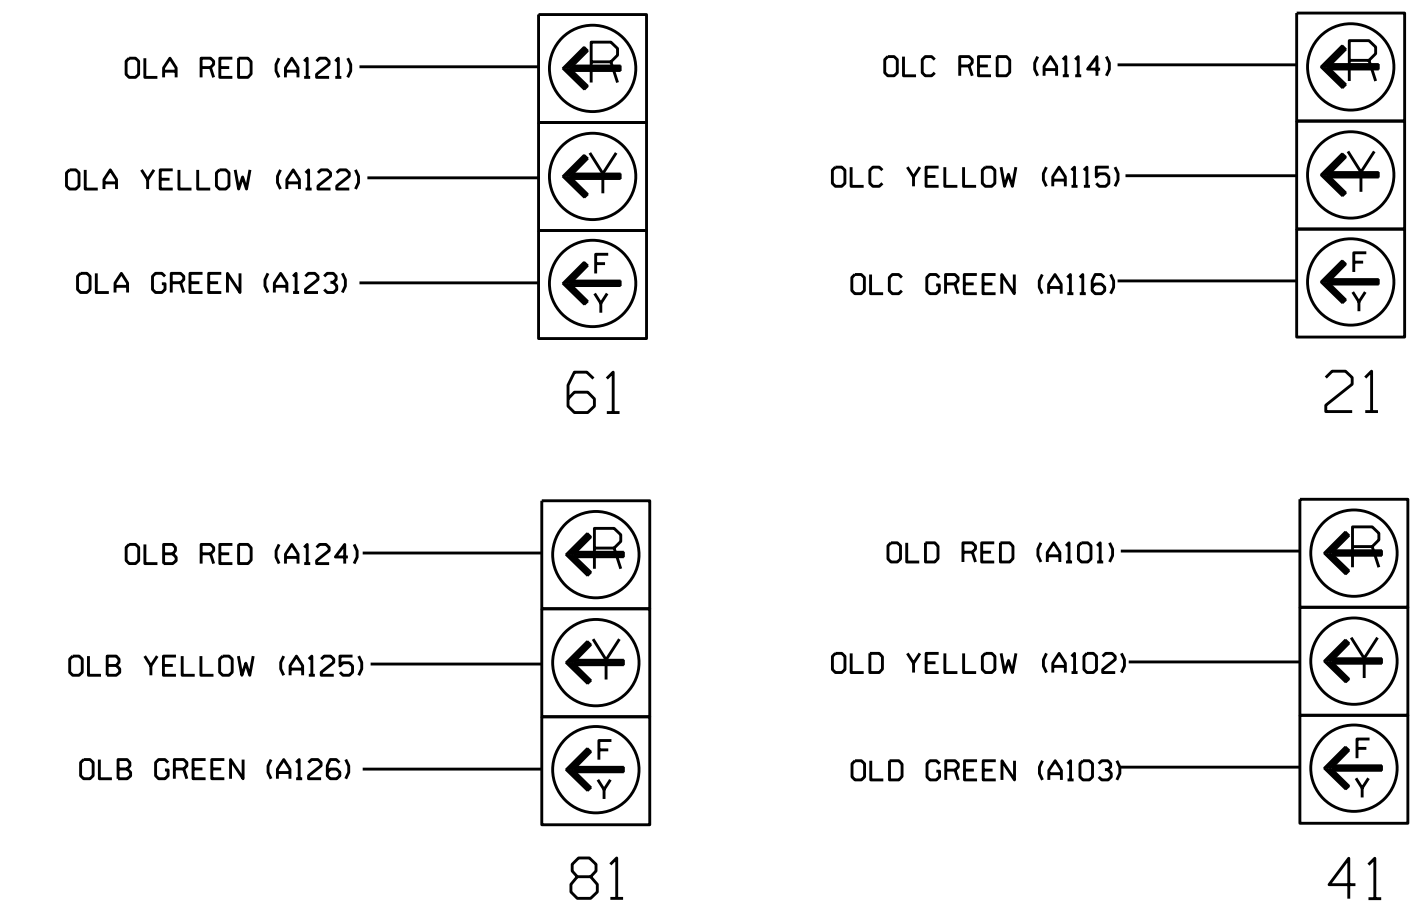 OLA RED (A121)
R
OLA YELLOW (A122)
Y
OLA GREEN (A123)
F
Y
61
OLC RED (A114)
R
OLC YELLOW (A115)
Y
OLC GREEN (A116)
F
Y
21
OLB RED (A124)
R
OLB YELLOW (A125)
Y
OLB GREEN (A126)
F
Y
81
OLD RED (A101)
R
OLD YELLOW (A102)
Y
OLD GREEN (A103)
F
Y
41